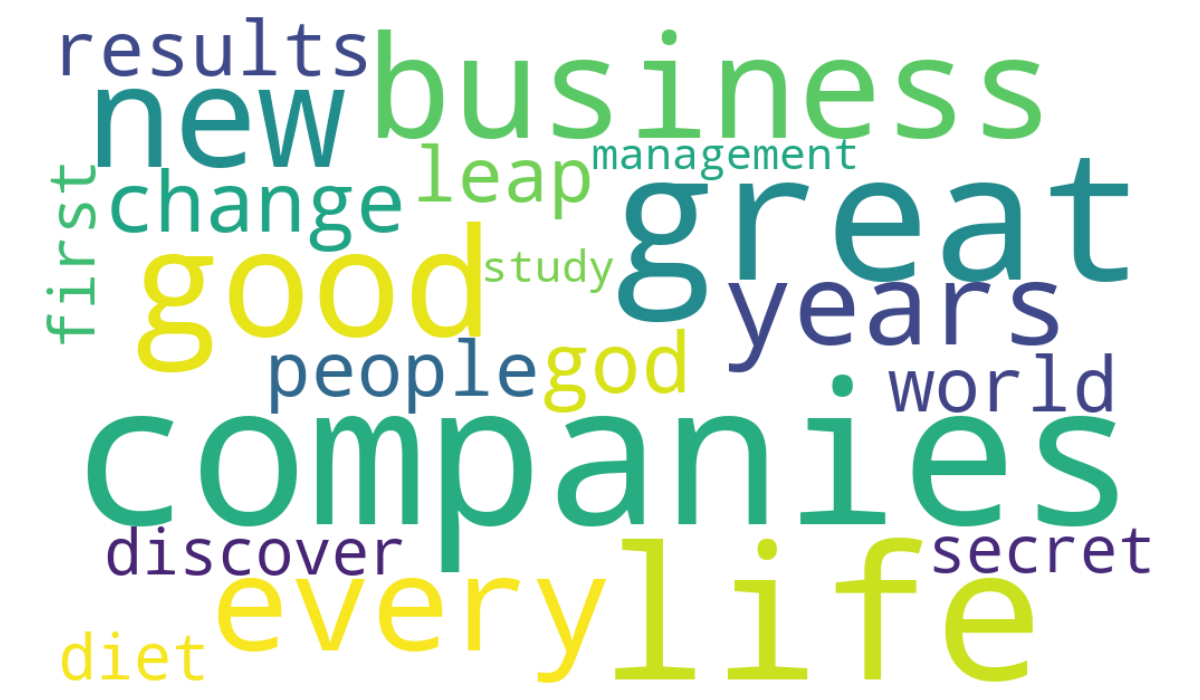 results
business
new
management
leap
great
change
first
good
study
years
people
god
world
companies
discover
secret
every
life
diet